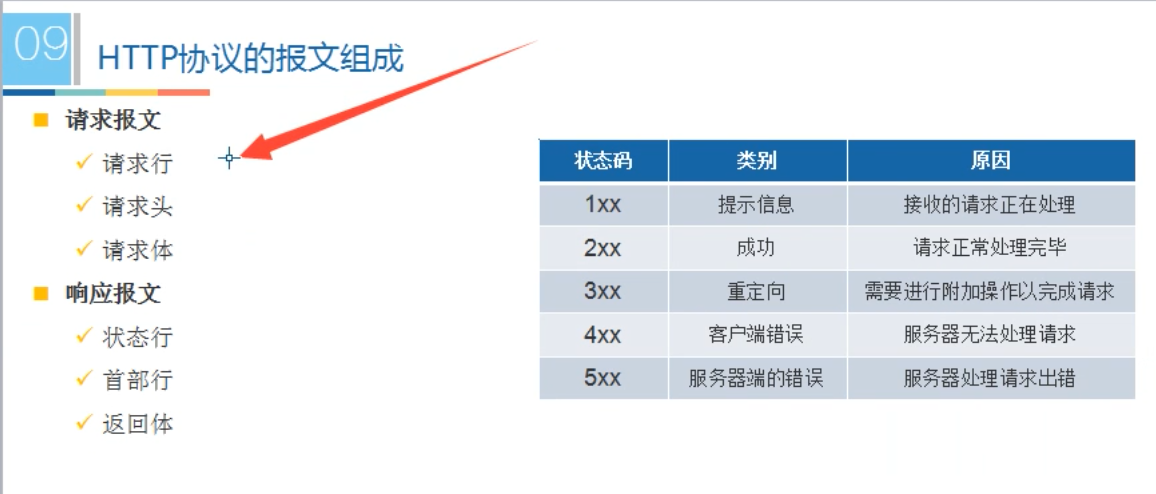 09
HTTP协议的报文组成
请求报文
请求行
请求头
请求体
响应报文
状态行
首部行
返回体
状态码 类别 原因
1xx 提示信息 接收的请求正在处理
2xx 成功 请求正常处理完毕
3xx 重定向 需要进行附加操作以完成请求
4xx 客户端错误 服务器无法处理请求
5xx 服务器端的错误 服务器处理请求出错